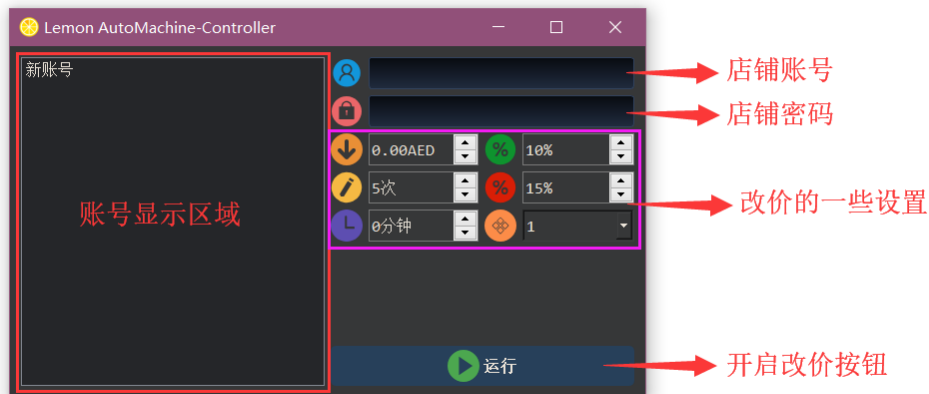 Lemon AutoMachine-Controller
新账号
店铺账号
店铺密码
0.00AED
10%
5次
15%
改价的一些设置
账号显示区域
0分钟
1
运行
开启改价按钮